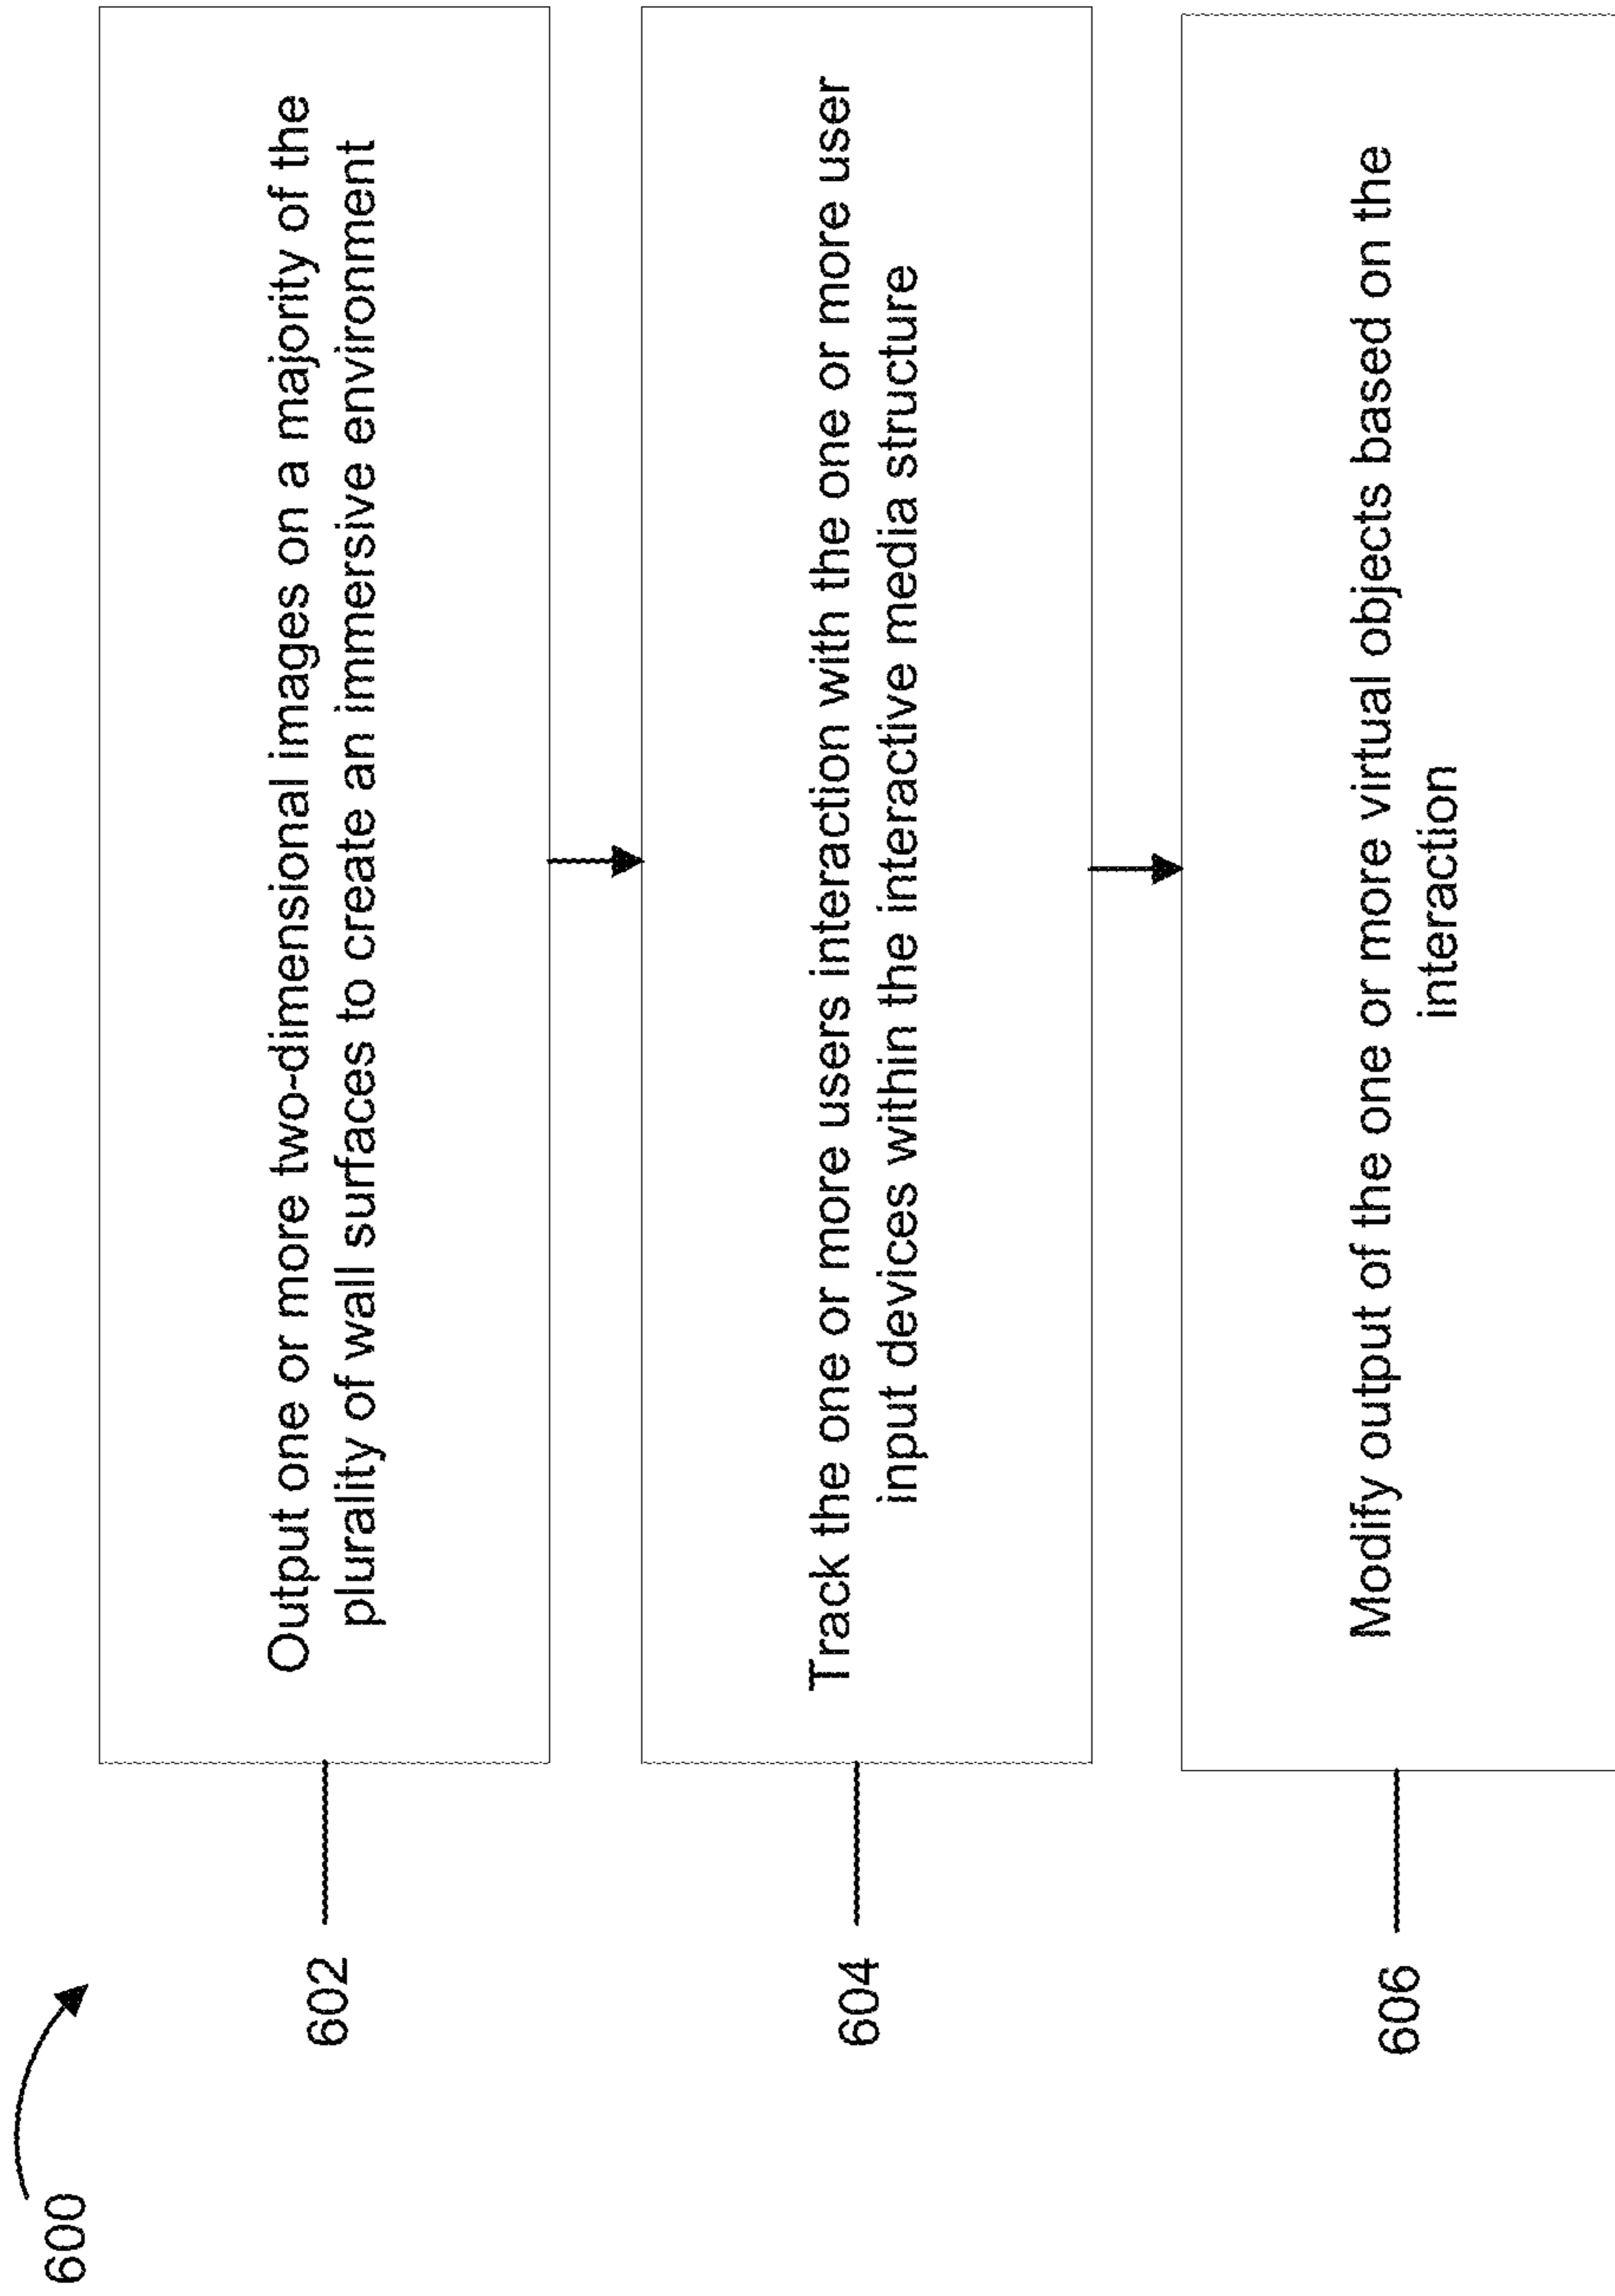 600
602
Output one or more two-dimensional images on a majority of the
plurality of wall surfaces to create an immersive environment
604
Track the one or more users interaction with the one or more user
input devices within the interactive media structure
606
Modify output of the one or more virtual objects based on the
interaction